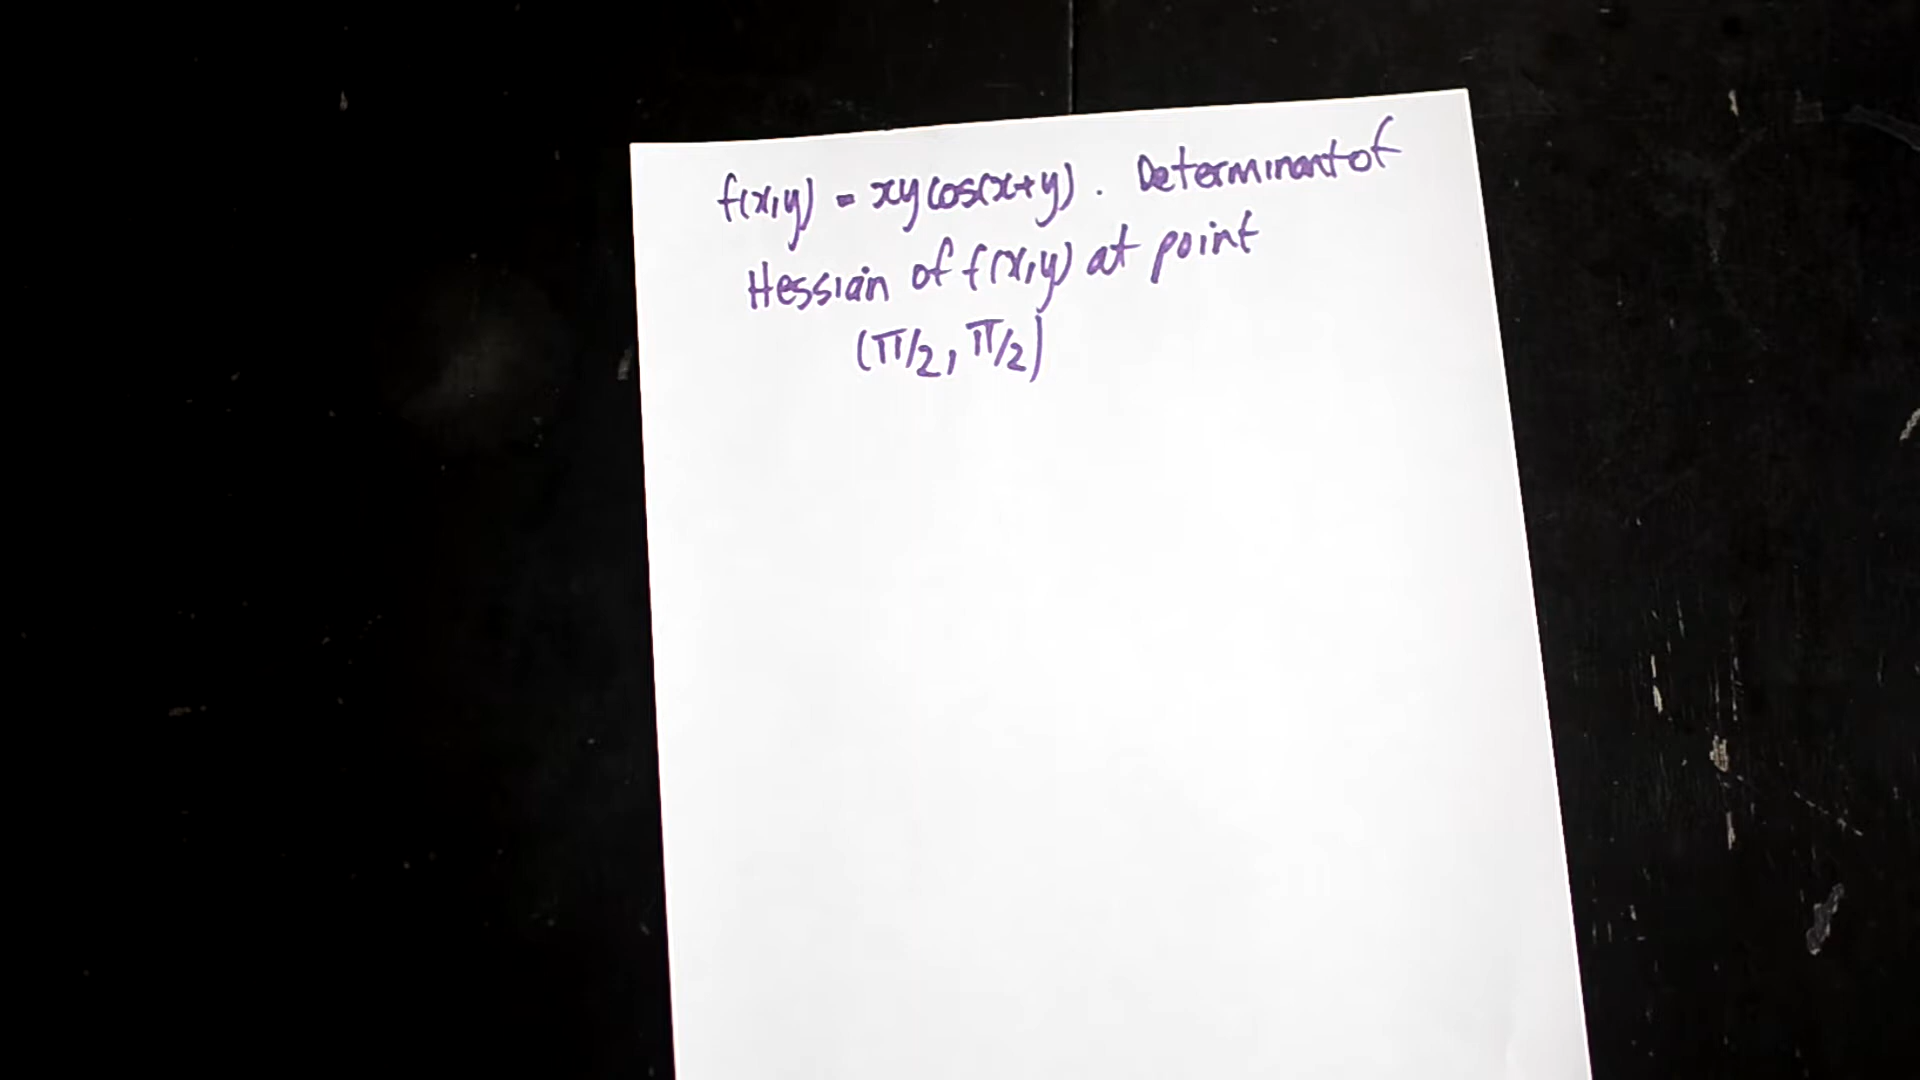 f(x,y) = xy cos(x+y). Determinant of
Hessian of f(x,y) at point
(π/2, π/2)